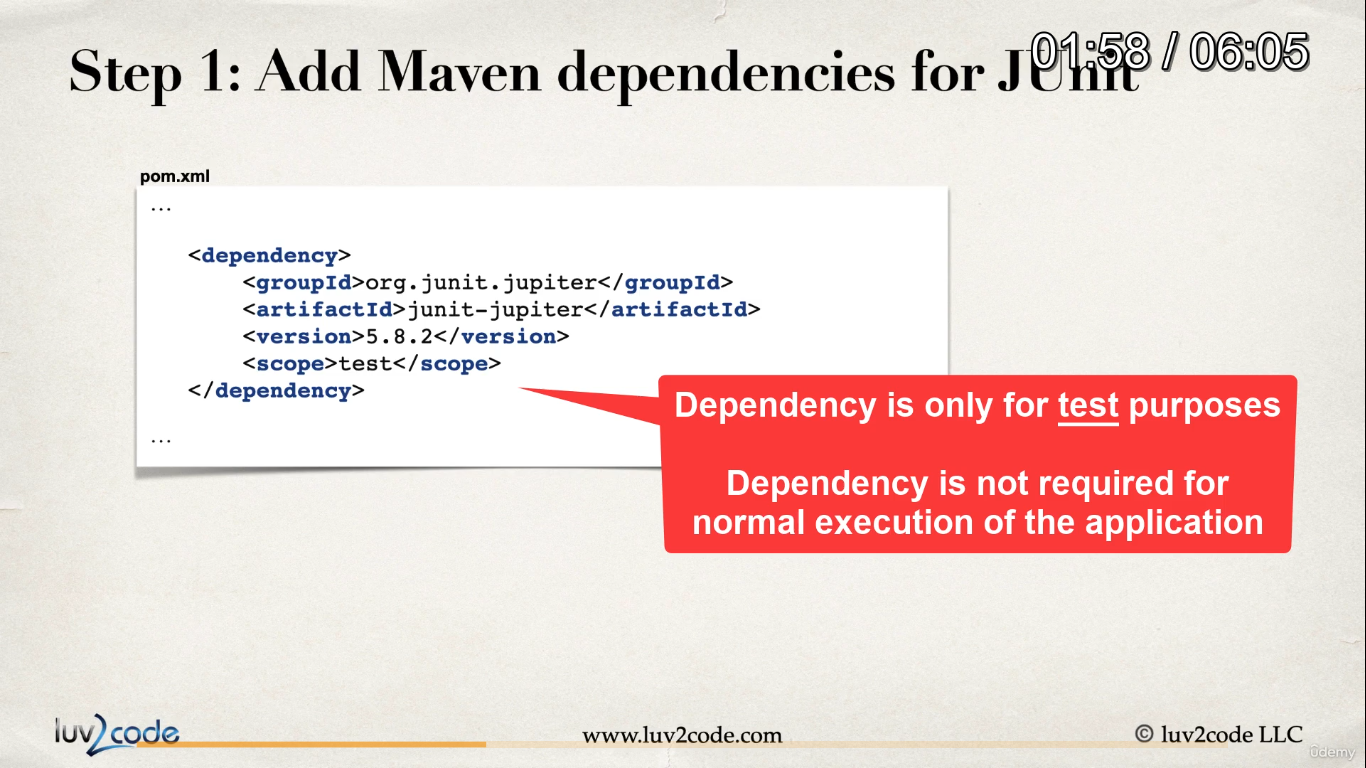 Step 1: Add Maven dependencies for JUnit
01:58 / 06:05
pom.xml
...
<dependency>
<groupId>org.junit.jupiter</groupId>
<artifactId>junit-jupiter</artifactId>
<version>5.8.2</version>
<scope>test</scope>
</dependency>
...
Dependency is only for test purposes
Dependency is not required for
normal execution of the application
luv2code
www.luv2code.com
© luv2code LLC
ûdemy